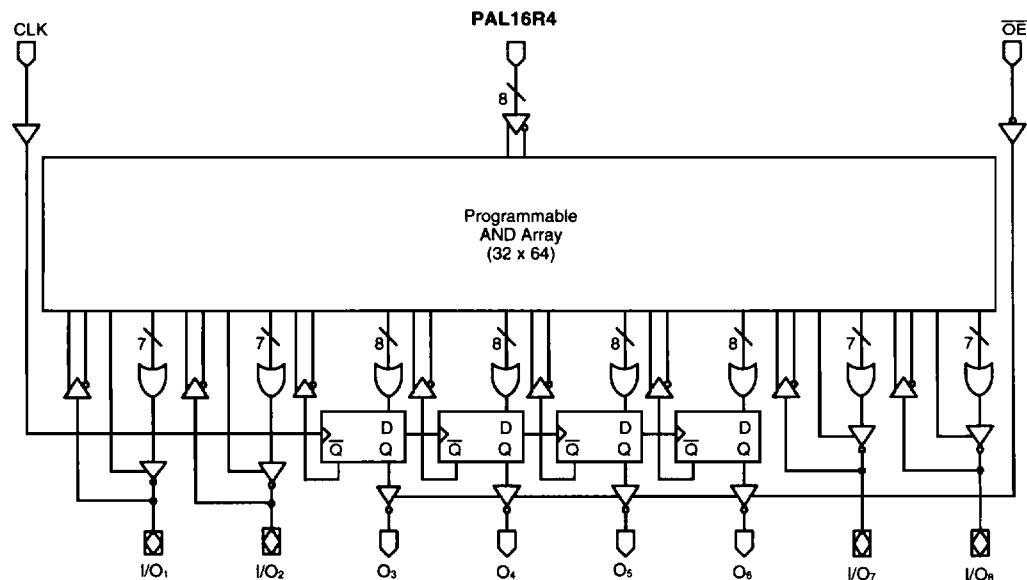 PAL16R4
CLK
OE
8
Programmable
AND Array
(32 x 64)
7 7 8 8 8 8 7 7
D D D D
Q Q Q Q Q Q Q Q
I/O1 I/O2 O3 O4 O5 O6 I/O7 I/O8